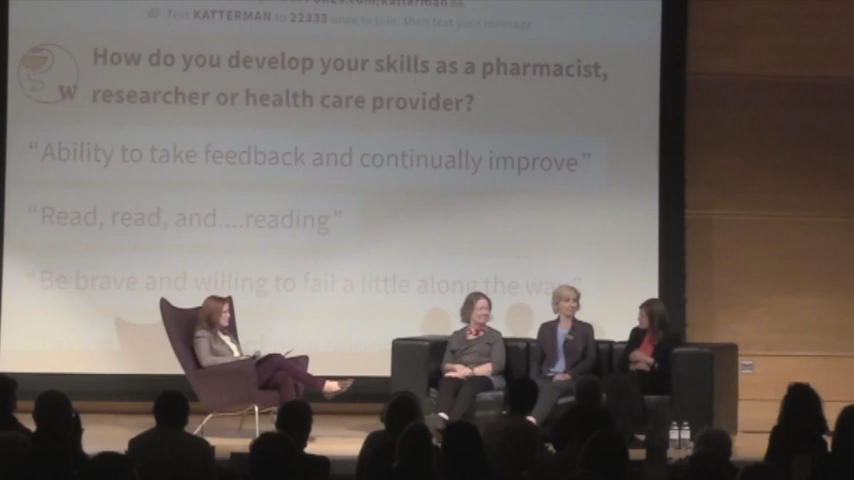 Text KATTERMAN to 22333 once to join, then text your message
How do you develop your skills as a pharmacist,
W
researcher or health care provider?
“Ability to take feedback and continually improve”
“Read, read, and....reading”
“Be brave and willing to fail a little along the way”